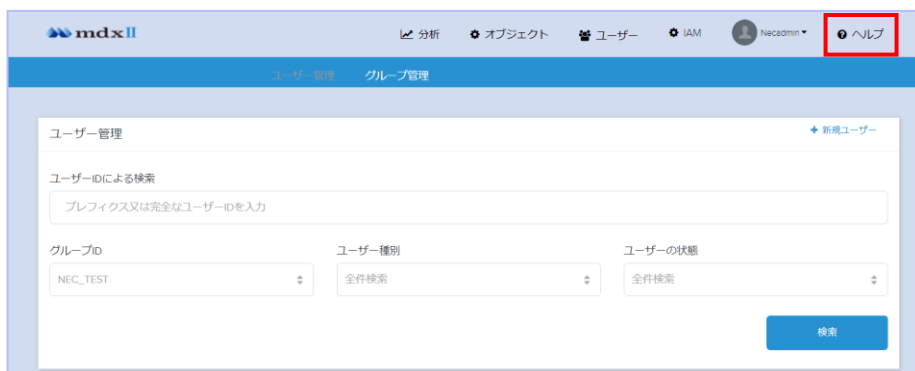 mdxII 分析 オブジェクト ユーザー IAM Necadmin ヘルプ
ユーザー管理 グループ管理
ユーザー管理 + 新規ユーザー
ユーザーIDによる検索
プレフィクス又は完全なユーザーIDを入力
グループID ユーザー種別 ユーザーの状態
NEC_TEST 全件検索 全件検索
検索